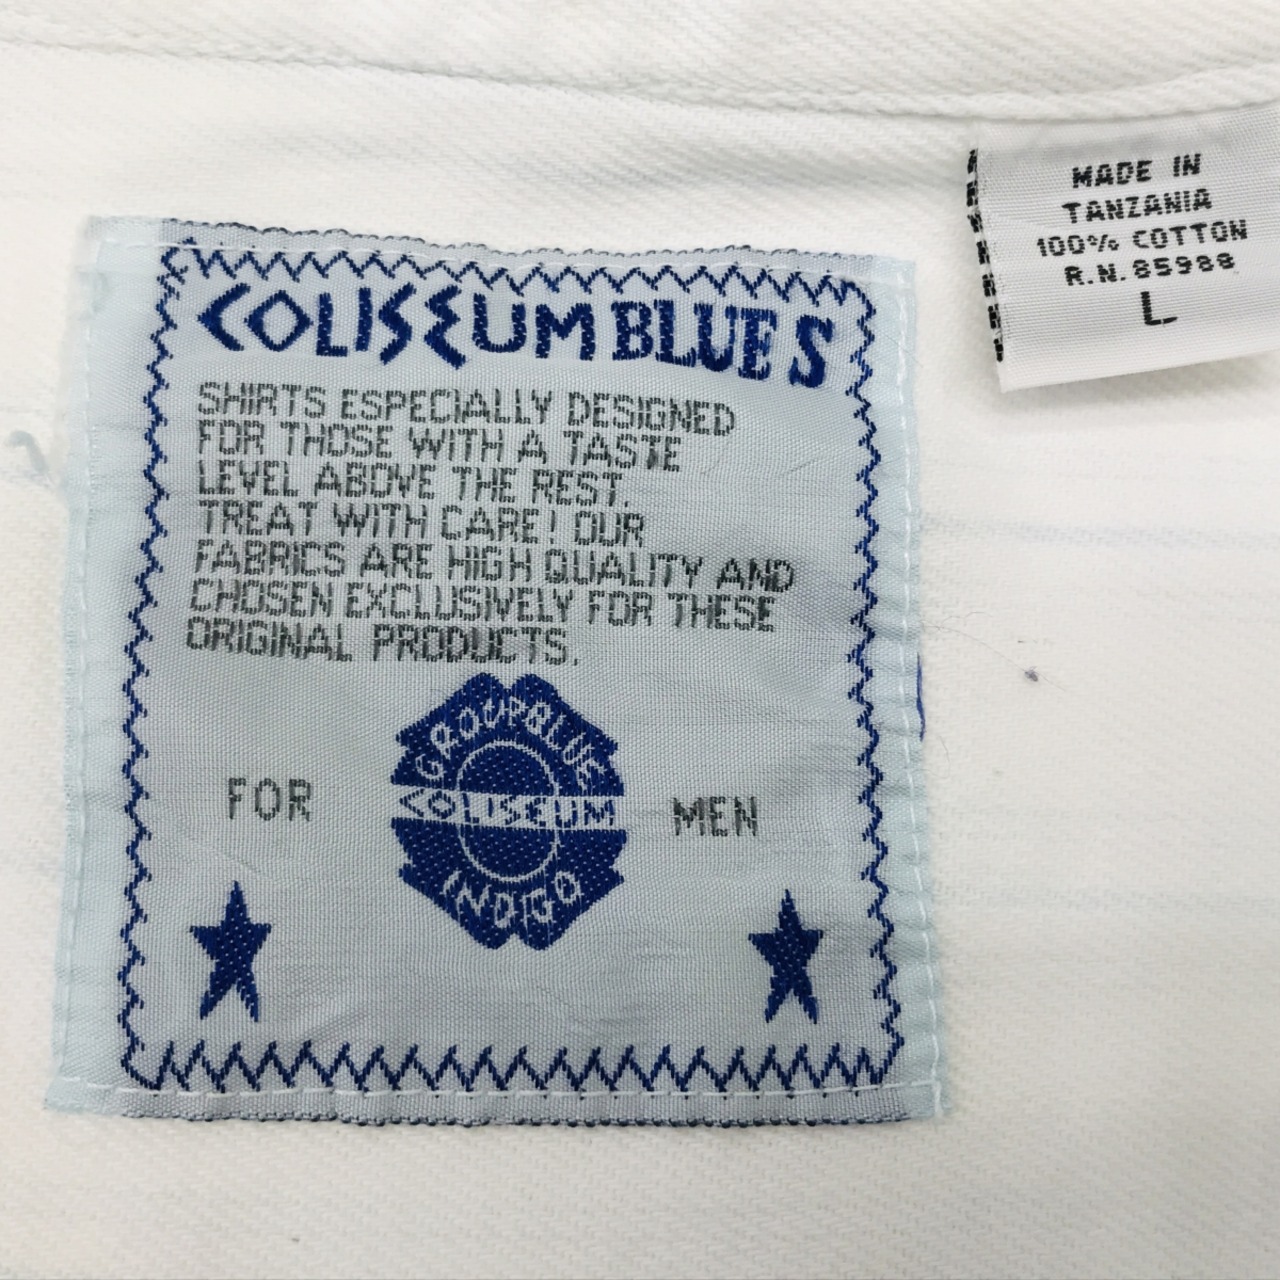 COLISEUM BLUES
SHIRTS ESPECIALLY DESIGNED
FOR THOSE WITH A TASTE
LEVEL ABOVE THE REST.
TREAT WITH CARE! OUR
FABRICS ARE HIGH QUALITY AND
CHOSEN EXCLUSIVELY FOR THESE
ORIGINAL PRODUCTS.
GROUPBLUE
FOR COLISEUM MEN
INDIGO
MADE IN
TANZANIA
100% COTTON
R.N.85988
L